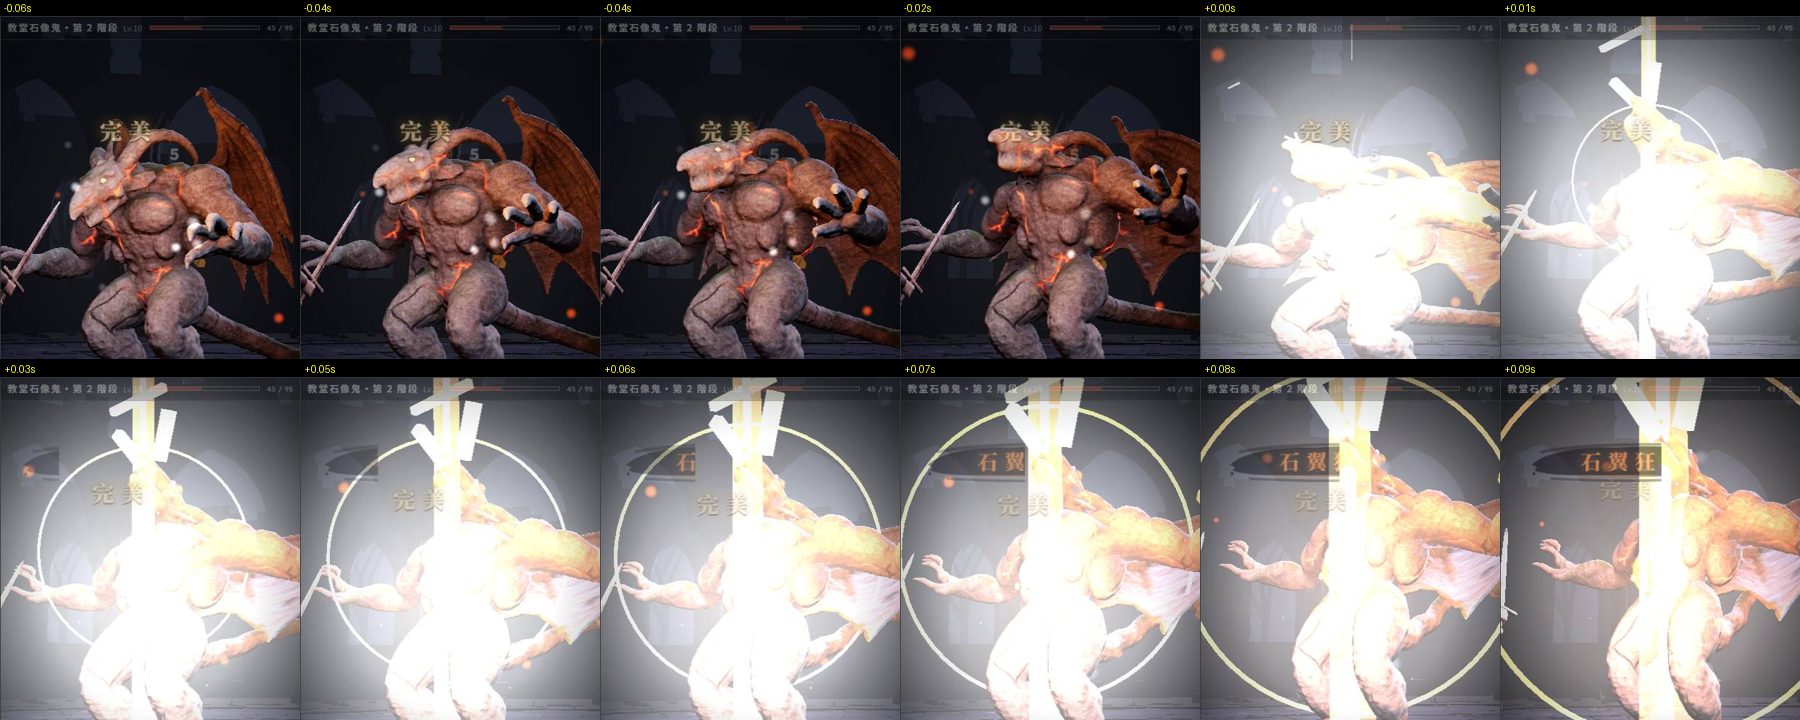 -0.06s
教堂石像鬼・第 2 階段 Lv.10 45 / 95
完美
5
-0.04s
教堂石像鬼・第 2 階段 Lv.10 45 / 95
完美
5
-0.04s
教堂石像鬼・第 2 階段 Lv.10 45 / 95
完美
5
-0.02s
教堂石像鬼・第 2 階段 Lv.10 45 / 95
完美
+0.00s
教堂石像鬼・第 2 階段 Lv.10 45 / 95
完美
5
+0.01s
教堂石像鬼・第 2 階段 45 / 95
完美
+0.03s
教堂石像鬼・第 2 階段 45 / 95
完美
+0.05s
教堂石像鬼・第 2 階段 45 / 95
完美
+0.06s
教堂石像鬼・第 2 階段 45 / 95
石
完美
+0.07s
教堂石像鬼・第 2 階段 45 / 95
石翼
完美
+0.08s
教堂石像鬼・第 2 階段 45 / 95
石翼
完美
+0.09s
教堂石像鬼・第 2 階段 45 / 95
石翼狂
完美